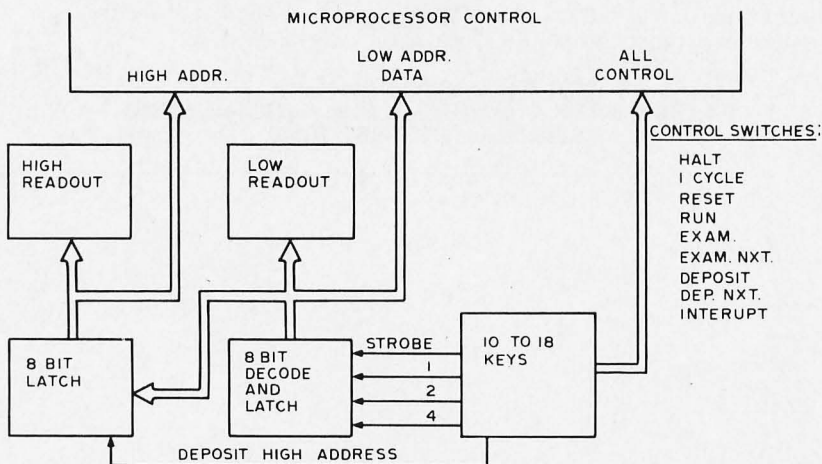 MICROPROCESSOR CONTROL
HIGH ADDR.
LOW ADDR.
DATA
ALL
CONTROL
CONTROL SWITCHES:
HALT
1 CYCLE
RESET
RUN
EXAM.
EXAM. NXT.
DEPOSIT
DEP. NXT.
INTERUPT
HIGH
READOUT
LOW
READOUT
8 BIT
LATCH
8 BIT
DECODE
AND
LATCH
STROBE
1
2
4
10 TO 18
KEYS
DEPOSIT HIGH ADDRESS